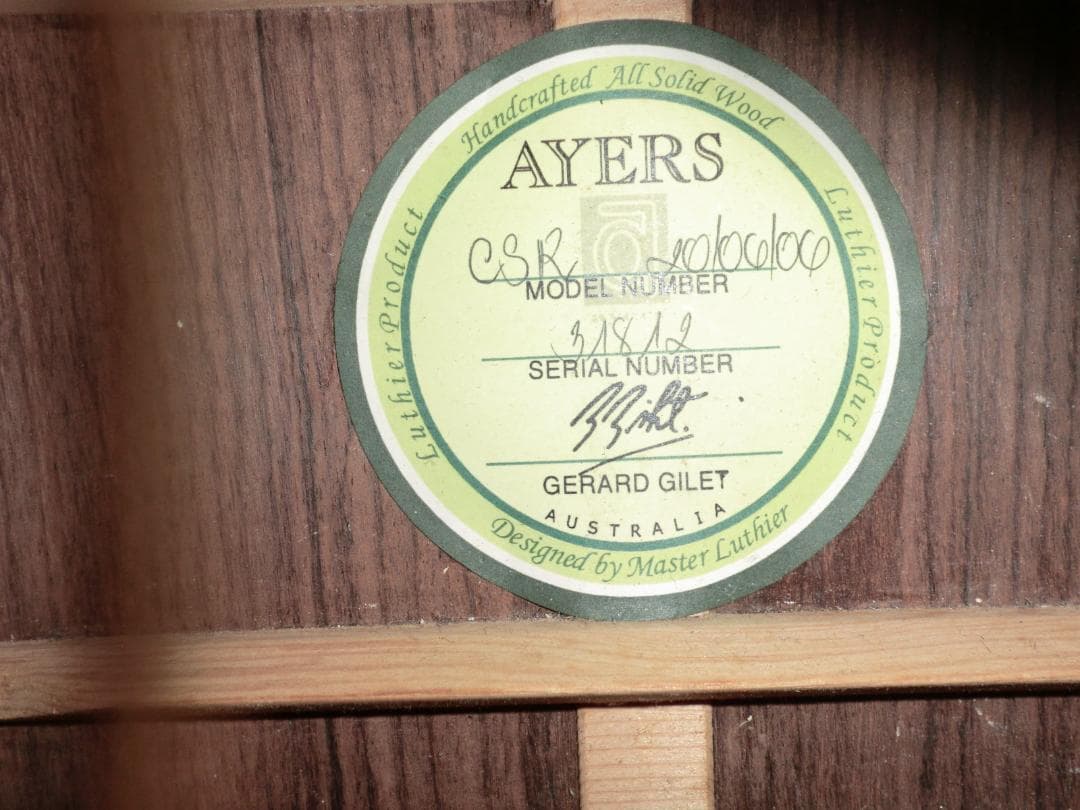 Handcrafted All Solid Wood
AYERS
CSR 20/06/06
MODEL NUMBER
31812
SERIAL NUMBER
GERARD GILET
AUSTRALIA
Designed by Master Luthier
Luthier Product
Luthier Product